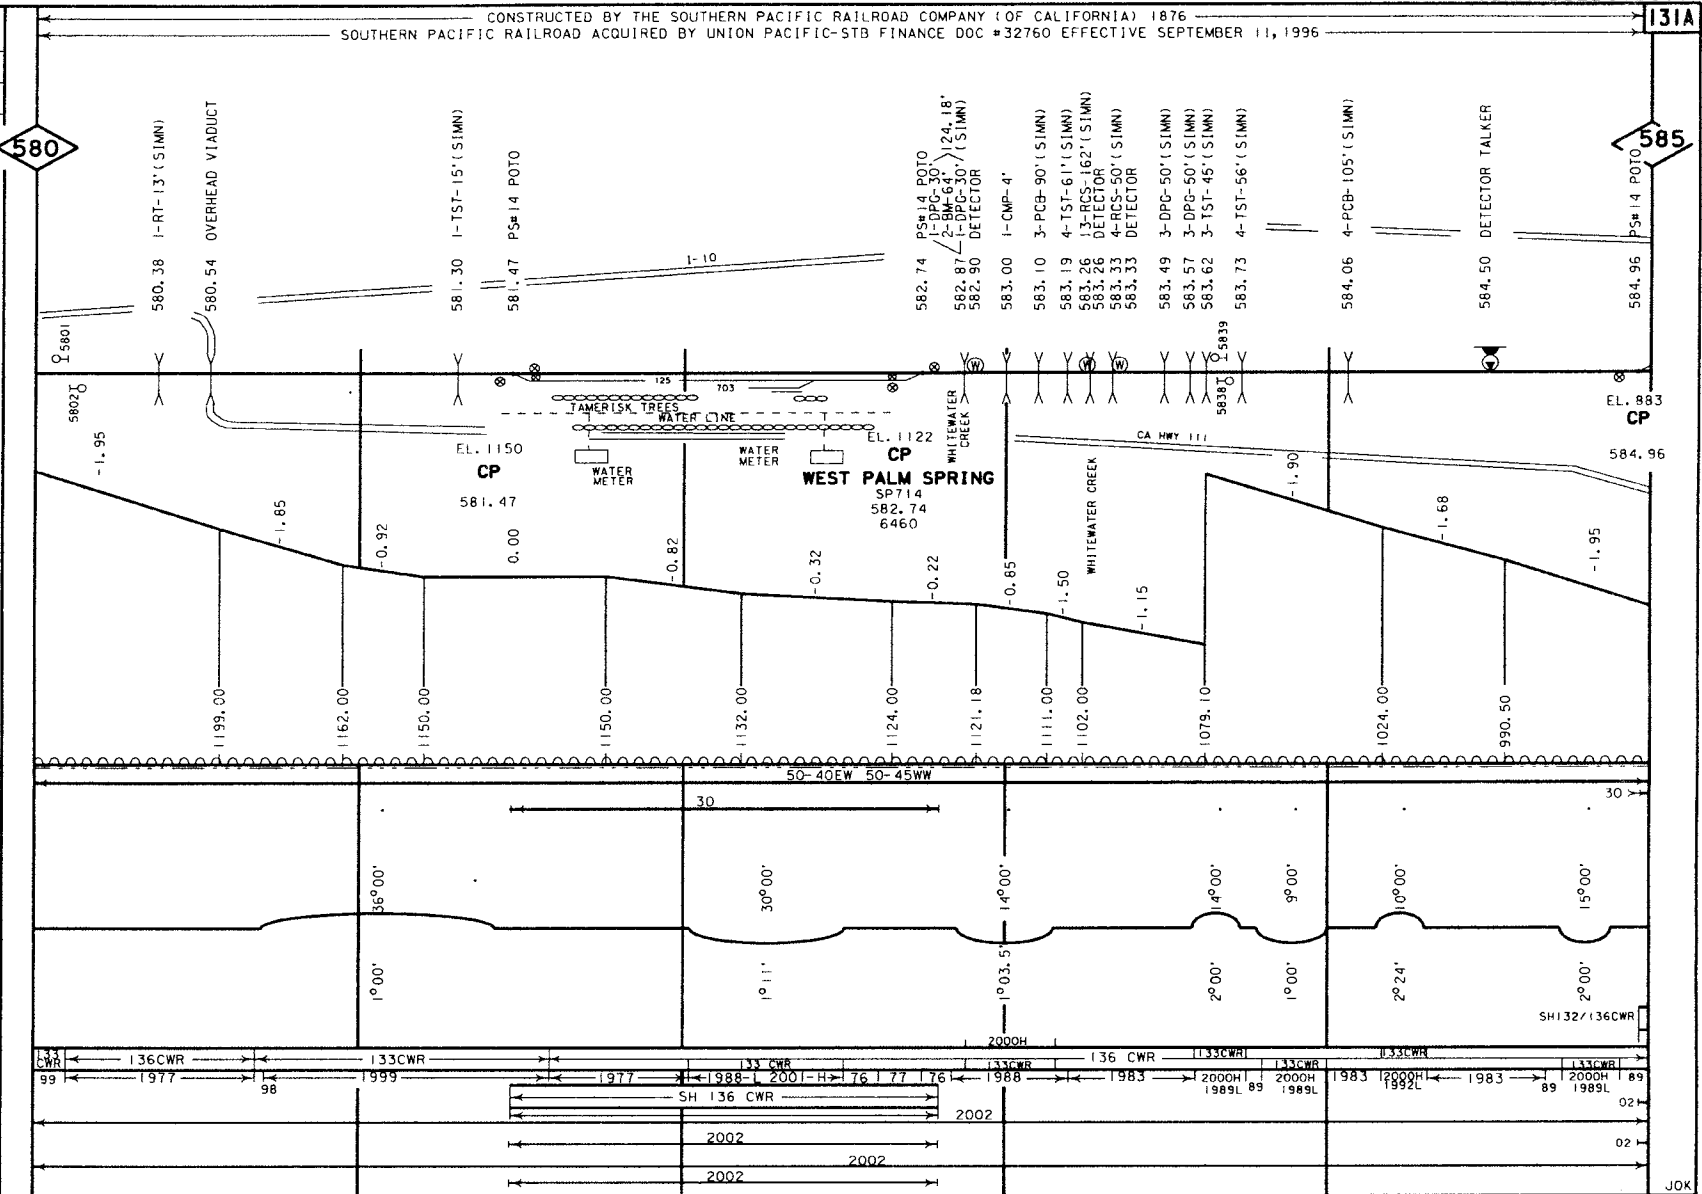 CONSTRUCTED BY THE SOUTHERN PACIFIC RAILROAD COMPANY (OF CALIFORNIA) 1876
131A
SOUTHERN PACIFIC RAILROAD ACQUIRED BY UNION PACIFIC-STB FINANCE DOC #32760 EFFECTIVE SEPTEMBER 11, 1996
580
585
580.38 1-RT-13'(SIMN)
580.54 OVERHEAD VIADUCT
581.30 1-TST-15'(SIMN)
581.47 PS#14 POTO
582.74 PS#14 POTO
1-DPG-30'
2-BM-64' 124.18'
582.87 1-DPG-30' (SIMN)
582.90 DETECTOR
583.00 1-CMP-4'
583.10 3-PCB-90'(SIMN)
583.19 4-TST-61'(SIMN)
583.26 13-RCS-162'(SIMN)
583.26 DETECTOR
583.33 4-RCS-50'(SIMN)
583.33 DETECTOR
583.49 3-DPG-50'(SIMN)
583.57 3-DPG-50'(SIMN)
583.62 3-TST-45'(SIMN)
583.73 4-TST-56'(SIMN)
584.06 4-PCB-105'(SIMN)
584.50 DETECTOR TALKER
584.96 PS#14 POTO
I-10
5801
5802
5839
5838
W
W
W
125
703
TAMERISK TREES
WATER LINE
WATER METER
WATER METER
WHITEWATER CREEK
WHITEWATER CREEK
CA HWY 111
EL. 1150
CP
581.47
EL. 1122
CP
WEST PALM SPRING
SP714
582.74
6460
EL. 883
CP
584.96
-1.95
-1.85
-0.92
0.00
-0.82
-0.32
-0.22
-0.85
-1.50
-1.15
-1.90
-1.68
-1.95
1199.00
1162.00
1150.00
1150.00
1132.00
1124.00
1121.18
1111.00
1102.00
1079.10
1024.00
990.50
50-40EW 50-45WW
30
30
36°00'
30°00'
14°00'
14°00'
9°00'
10°00'
15°00'
1°00'
1°11'
1°03.5'
2°00'
1°00'
2°24'
2°00'
SH132/136CWR
2000H
133 CWR
136CWR
133CWR
133 CWR
133CWR
136 CWR
133CWR
133CWR
133CWR
133CWR
99
1977
98
1999
1977
1988-L 2001-H
76
77
76
1988
1983
2000H 1989L
89
2000H 1989L
1983
2000H 1992L
1983
89
2000H 1989L
89
SH 136 CWR
02
2002
2002
02
2002
2002
JOK